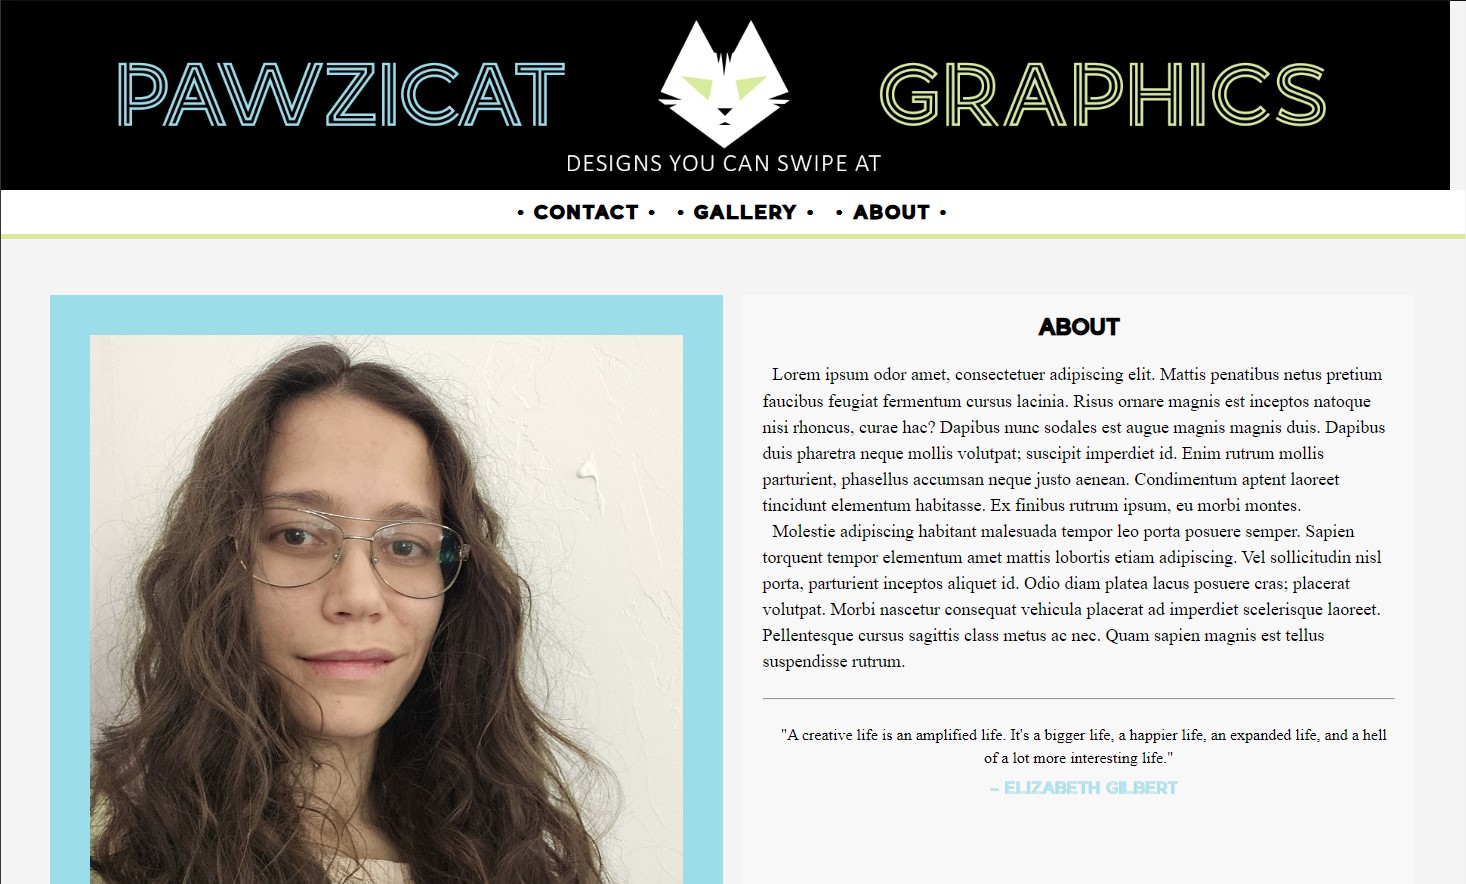 PAWZICAT GRAPHICS
DESIGNS YOU CAN SWIPE AT
• CONTACT • • GALLERY • • ABOUT •
ABOUT
Lorem ipsum odor amet, consectetuer adipiscing elit. Mattis penatibus netus pretium
faucibus feugiat fermentum cursus lacinia. Risus ornare magnis est inceptos natoque
nisi rhoncus, curae hac? Dapibus nunc sodales est augue magnis magnis duis. Dapibus
duis pharetra neque mollis volutpat; suscipit imperdiet id. Enim rutrum mollis
parturient, phasellus accumsan neque justo aenean. Condimentum aptent laoreet
tincidunt elementum habitasse. Ex finibus rutrum ipsum, eu morbi montes.
Molestie adipiscing habitant malesuada tempor leo porta posuere semper. Sapien
torquent tempor elementum amet mattis lobortis etiam adipiscing. Vel sollicitudin nisl
porta, parturient inceptos aliquet id. Odio diam platea lacus posuere cras; placerat
volutpat. Morbi nascetur consequat vehicula placerat ad imperdiet scelerisque laoreet.
Pellentesque cursus sagittis class metus ac nec. Quam sapien magnis est tellus
suspendisse rutrum.
"A creative life is an amplified life. It's a bigger life, a happier life, an expanded life, and a hell
of a lot more interesting life."
– ELIZABETH GILBERT